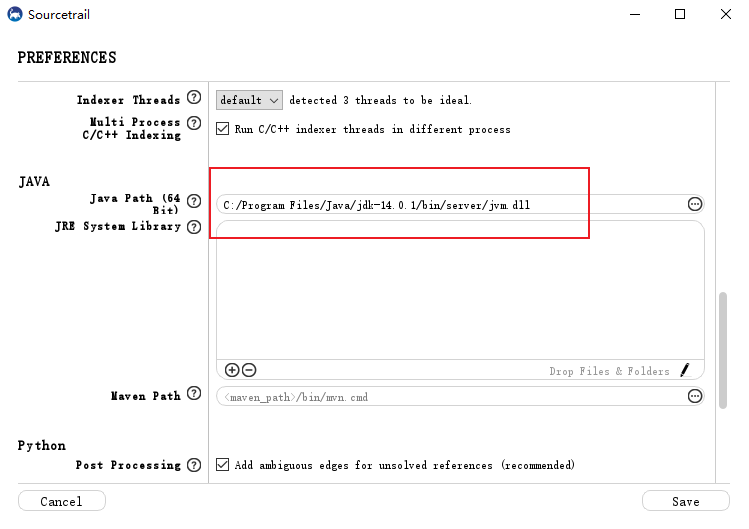 Sourcetrail
PREFERENCES
Indexer Threads ? default detected 3 threads to be ideal.
Multi Process
C/C++ Indexing ? Run C/C++ indexer threads in different process
JAVA
Java Path (64
Bit) ? C:/Program Files/Java/jdk-14.0.1/bin/server/jvm.dll
JRE System Library ?
Drop Files & Folders
Maven Path ? <maven_path>/bin/mvn.cmd
Python
Post Processing ? Add ambiguous edges for unsolved references (recommended)
Cancel Save